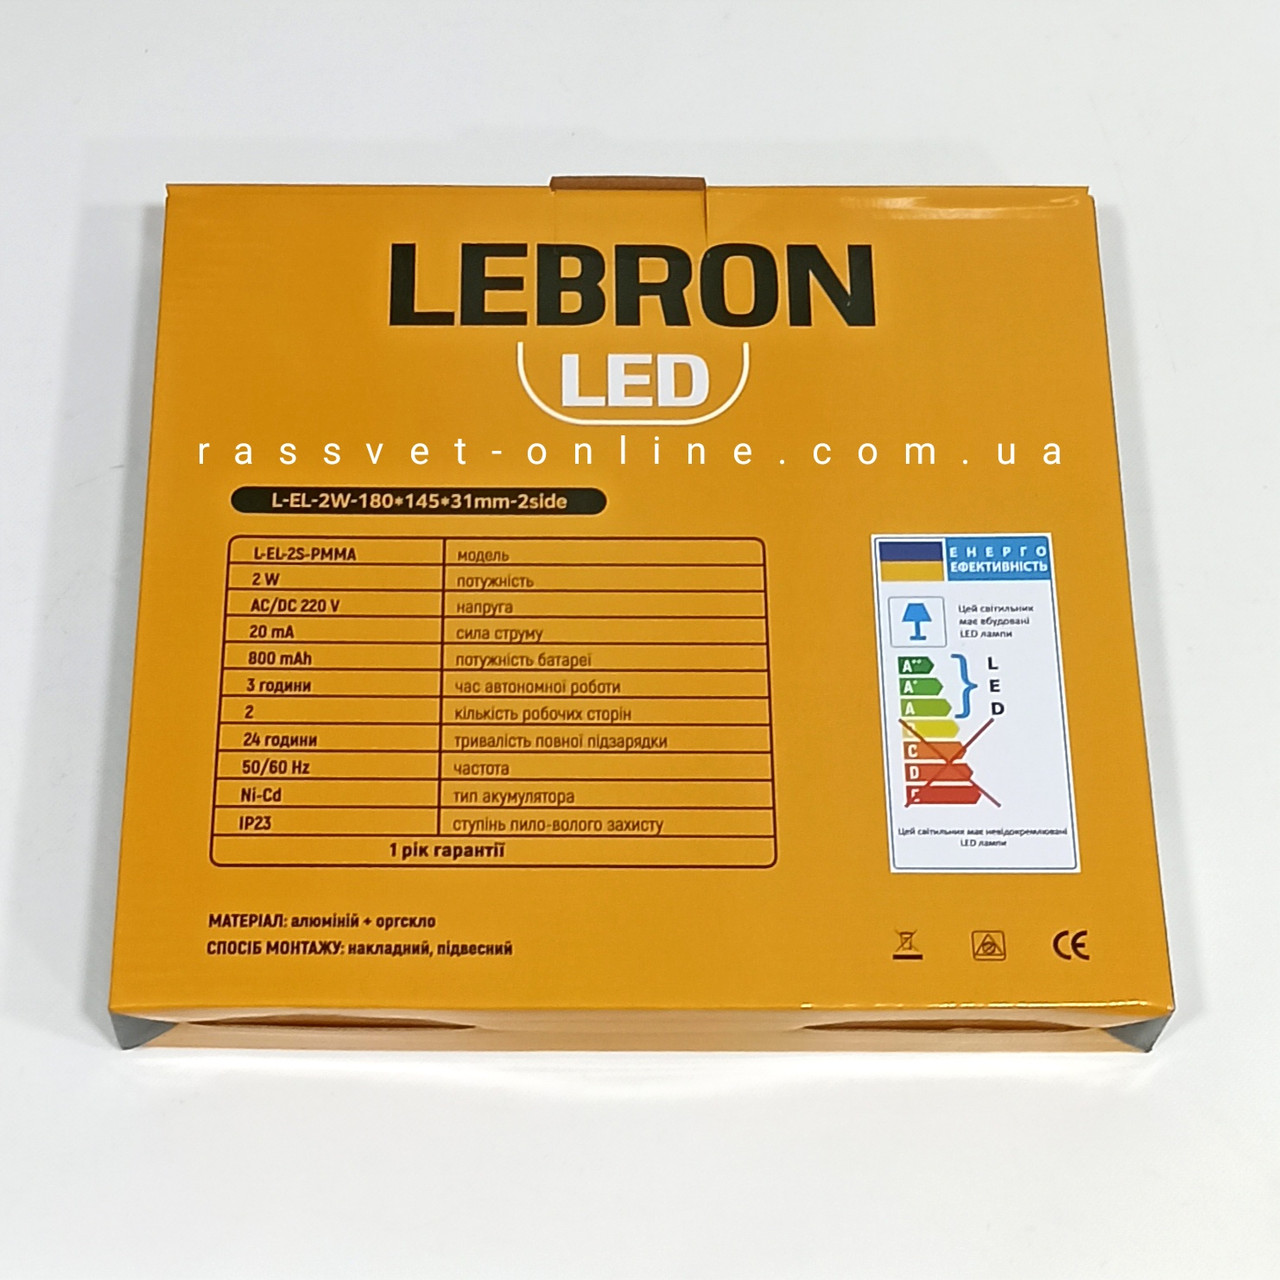 LEBRON
LED
rassvet-online.com.ua
L-EL-2W-180*145*31mm-2side
L-EL-2S-PMMA модель
2 W потужність
AC/DC 220 V напруга
20 mA сила струму
800 mAh потужність батареї
3 години час автономної роботи
2 кількість робочих сторін
24 години тривалість повної підзарядки
50/60 Hz частота
Ni-Cd тип акумулятора
IP23 ступінь пило-волого захисту
1 рік гарантії
МАТЕРІАЛ: алюміній + оргскло
СПОСІБ МОНТАЖУ: накладний, підвесний
ЕНЕРГО
ЕФЕКТИВНІСТЬ
Цей світильник
має вбудовані
LED лампи
A++ L
A+ E
A D
C
D
E
Цей світильник має невідокремлювані
LED лампи
CE